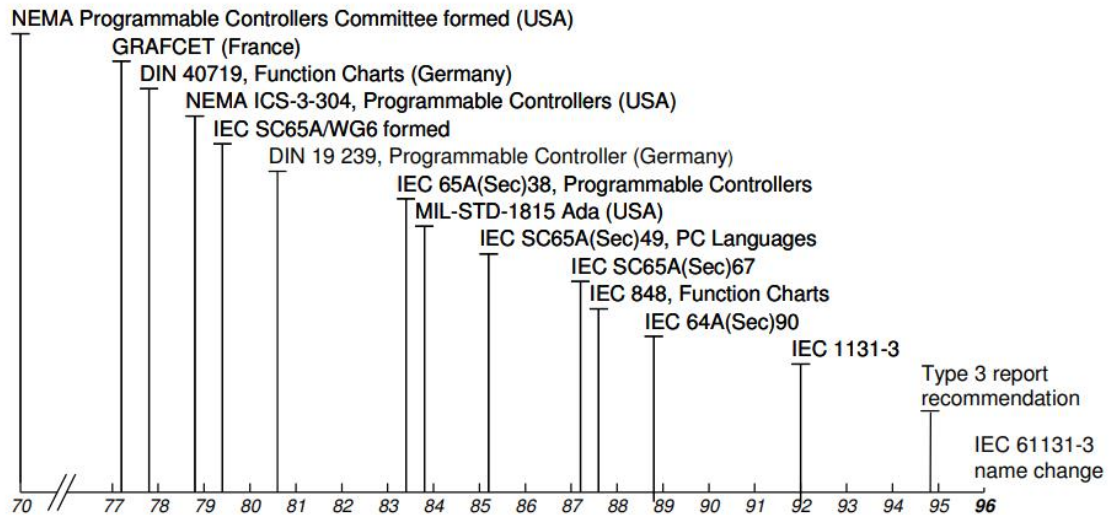 NEMA Programmable Controllers Committee formed (USA)
GRAFCET (France)
DIN 40719, Function Charts (Germany)
NEMA ICS-3-304, Programmable Controllers (USA)
IEC SC65A/WG6 formed
DIN 19 239, Programmable Controller (Germany)
IEC 65A(Sec)38, Programmable Controllers
MIL-STD-1815 Ada (USA)
IEC SC65A(Sec)49, PC Languages
IEC SC65A(Sec)67
IEC 848, Function Charts
IEC 64A(Sec)90
IEC 1131-3
Type 3 report
recommendation
IEC 61131-3
name change
70 // 77 78 79 80 81 82 83 84 85 86 87 88 89 90 91 92 93 94 95 96